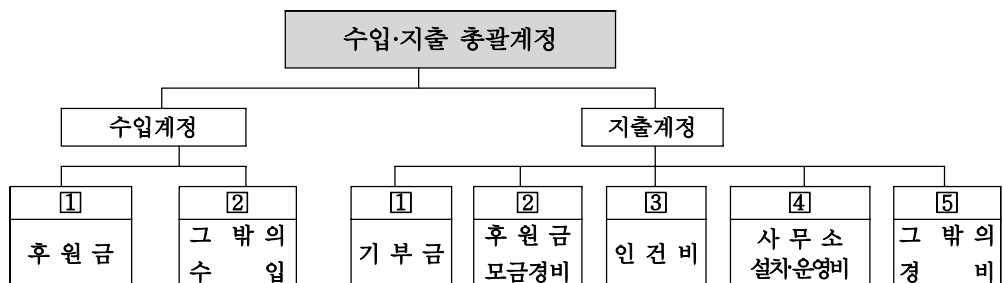 수입·지출 총괄계정
수입계정
지출계정
1
후 원 금
2
그 밖 의
수 입
1
기 부 금
2
후 원 금
모금경비
3
인 건 비
4
사 무 소
설치·운영비
5
그 밖 의
경 비